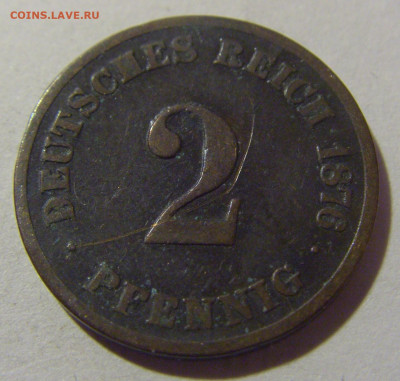 COINS.LAVE.RU
· DEUTSCHES REICH 1876 ·
2
PFENNIG